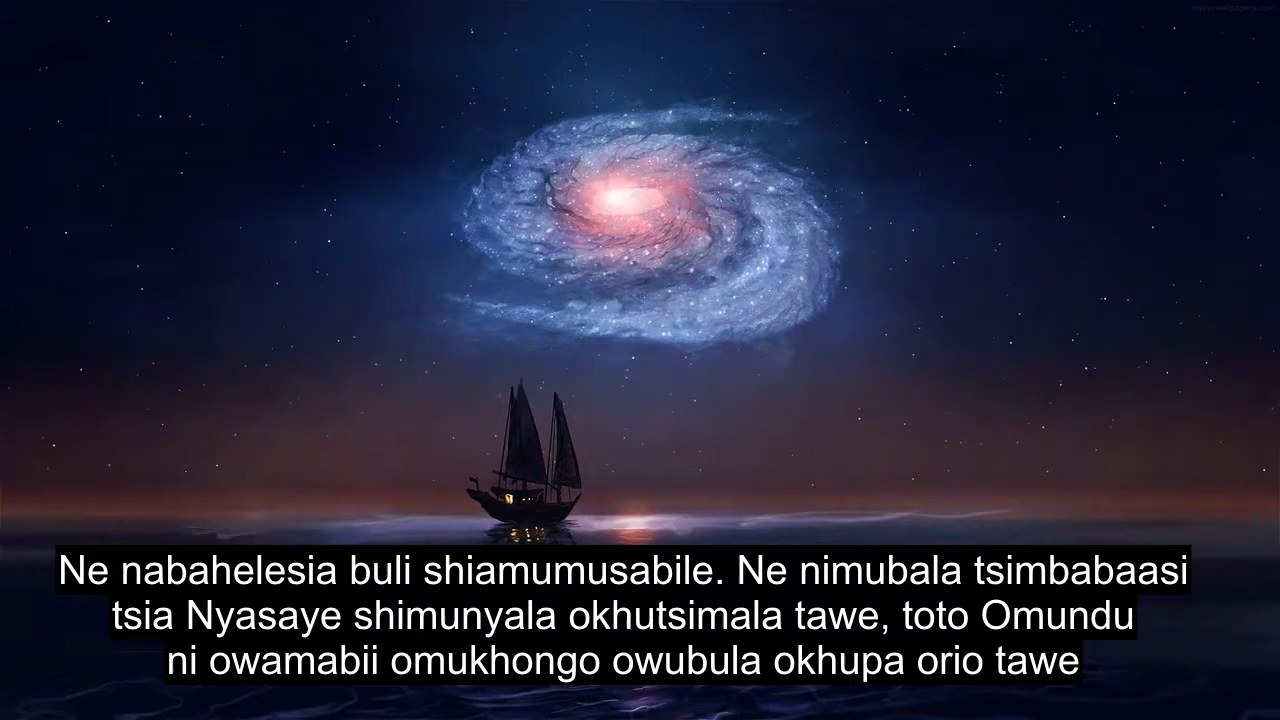 Ne nabahelesia buli shiamumusabile. Ne nimubala tsimbabaasi
tsia Nyasaye shimunyala okhutsimala tawe, toto Omundu
ni owamabii omukhongo owubula okhupa orio tawe